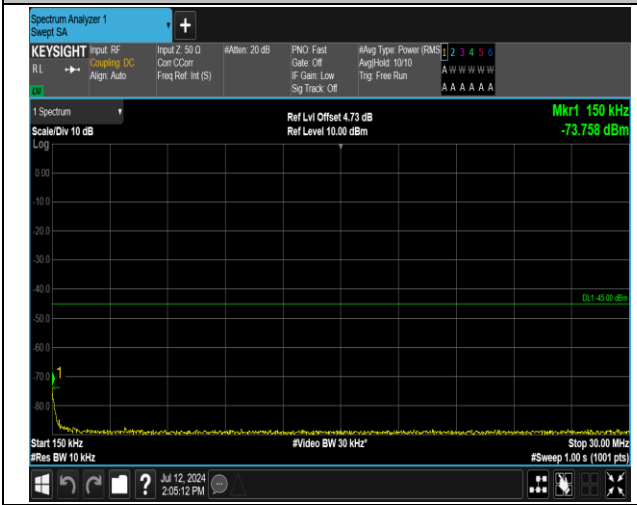 Spectrum Analyzer 1
Swept SA
+
KEYSIGHT
RL
Input: RF
Coupling: DC
Align: Auto
Input Z: 50 Ω
Corr CCorr
Freq Ref: Int (S)
#Atten: 20 dB
PNO: Fast
Gate: Off
IF Gain: Low
Sig Track: Off
#Avg Type: Power (RMS
Avg|Hold: 10/10
Trig: Free Run
1 2 3 4 5 6
A W W W W W
A A A A A A
1 Spectrum
Scale/Div 10 dB
Log
Ref Lvl Offset 4.73 dB
Ref Level 10.00 dBm
Mkr1 150 kHz
-73.758 dBm
0.00
-10.0
-20.0
-30.0
-40.0
DL1 -45.00 dBm
-50.0
-60.0
-70.0
1
-80.0
Start 150 kHz
#Res BW 10 kHz
#Video BW 30 kHz*
Stop 30.00 MHz
#Sweep 1.00 s (1001 pts)
?
Jul 12, 2024
2:05:12 PM